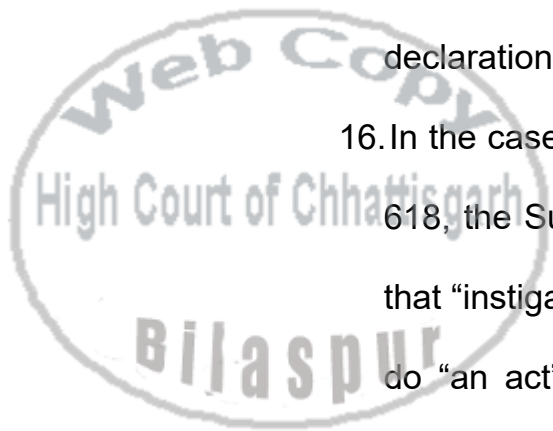 declaration
16.In the case
618, the Su
that “instiga
do “an act”
Web Copy
High Court of Chhattisgarh
Bilaspur